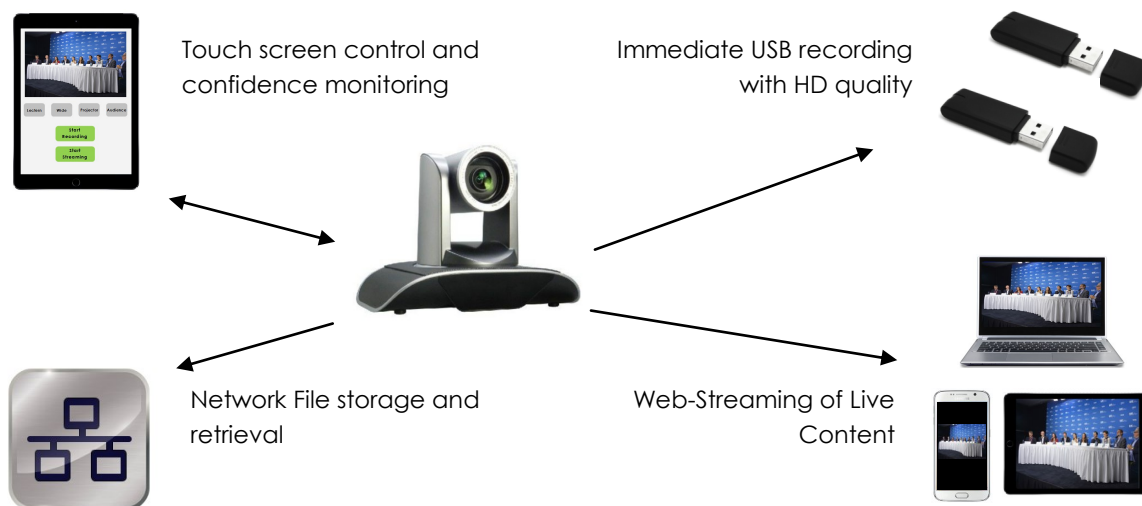 Touch screen control and
confidence monitoring
Immediate USB recording
with HD quality
Lecture
Wide
Projector
Audience
Start
Recording
Start
Streaming
Network File storage and
retrieval
Web-Streaming of Live
Content